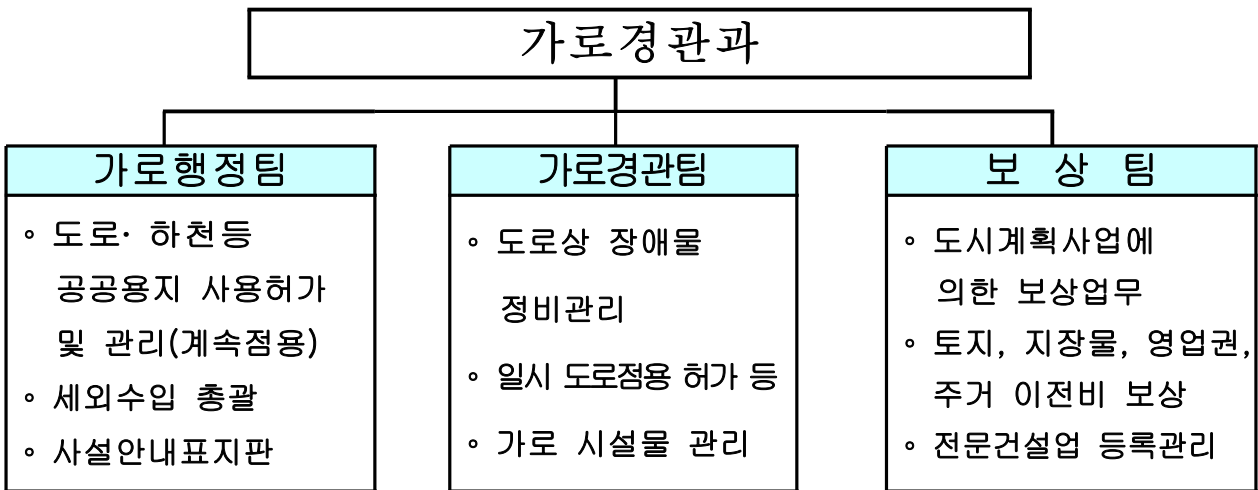 가로경관과
가로행정팀
◦ 도로· 하천등
공공용지 사용허가
및 관리(계속점용)
◦ 세외수입 총괄
◦ 사설안내표지판
가로경관팀
◦ 도로상 장애물
정비관리
◦ 일시 도로점용 허가 등
◦ 가로 시설물 관리
보 상 팀
◦ 도시계획사업에
의한 보상업무
◦ 토지, 지장물, 영업권,
주거 이전비 보상
◦ 전문건설업 등록관리